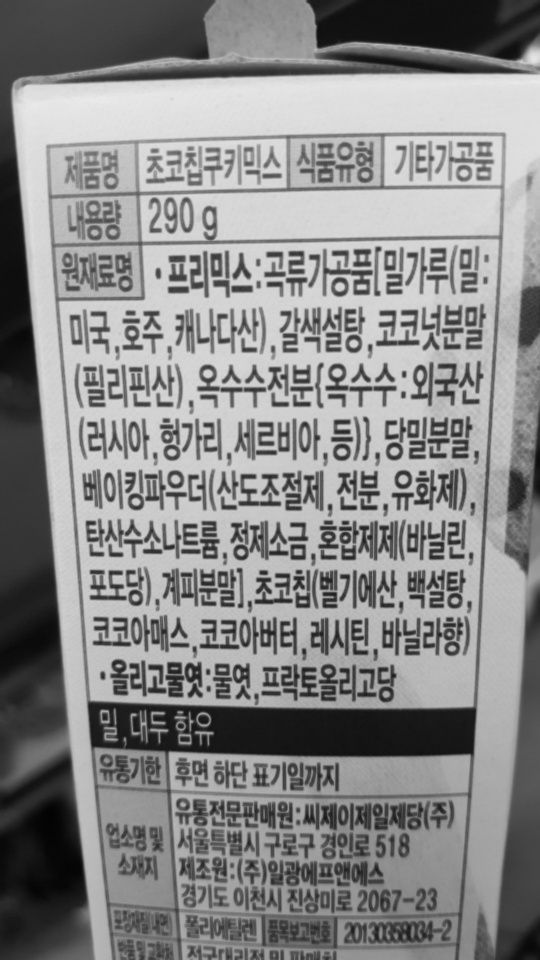 제품명 초코칩쿠키믹스 식품유형 기타가공품
내용량 290 g
원재료명 ・프리믹스:곡류가공품[밀가루(밀:
미국,호주,캐나다산),갈색설탕,코코넛분말
(필리핀산),옥수수전분{옥수수:외국산
(러시아,헝가리,세르비아,등)},당밀분말,
베이킹파우더(산도조절제,전분,유화제),
탄산수소나트륨,정제소금,혼합제제(바닐린,
포도당),계피분말],초코칩(벨기에산,백설탕,
코코아매스,코코아버터,레시틴,바닐라향)
・올리고물엿:물엿,프락토올리고당
밀,대두 함유
유통기한 후면 하단 표기일까지
업소명 및 소재지 유통전문판매원:씨제이제일제당(주)
서울특별시 구로구 경인로 518
제조원:(주)일광에프앤에스
경기도 이천시 진상미로 2067-23
포장재질(내면) 폴리에틸렌 품목보고번호 20130358034-2
전국대리점 및 판매처